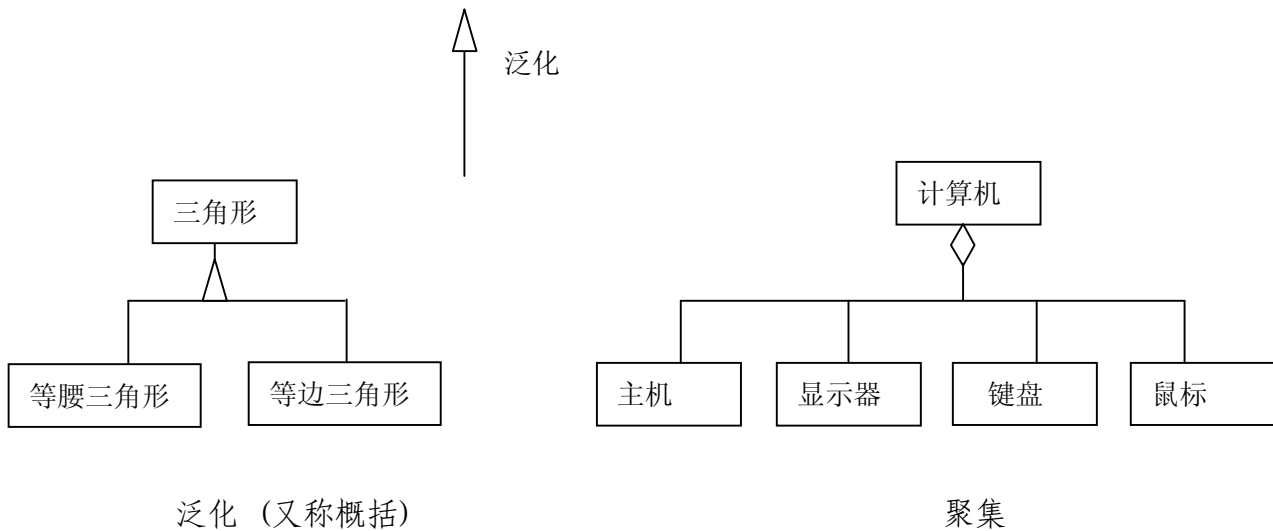 泛化
三角形
计算机
等腰三角形
等边三角形
主机
显示器
键盘
鼠标
泛化 (又称概括)
聚集